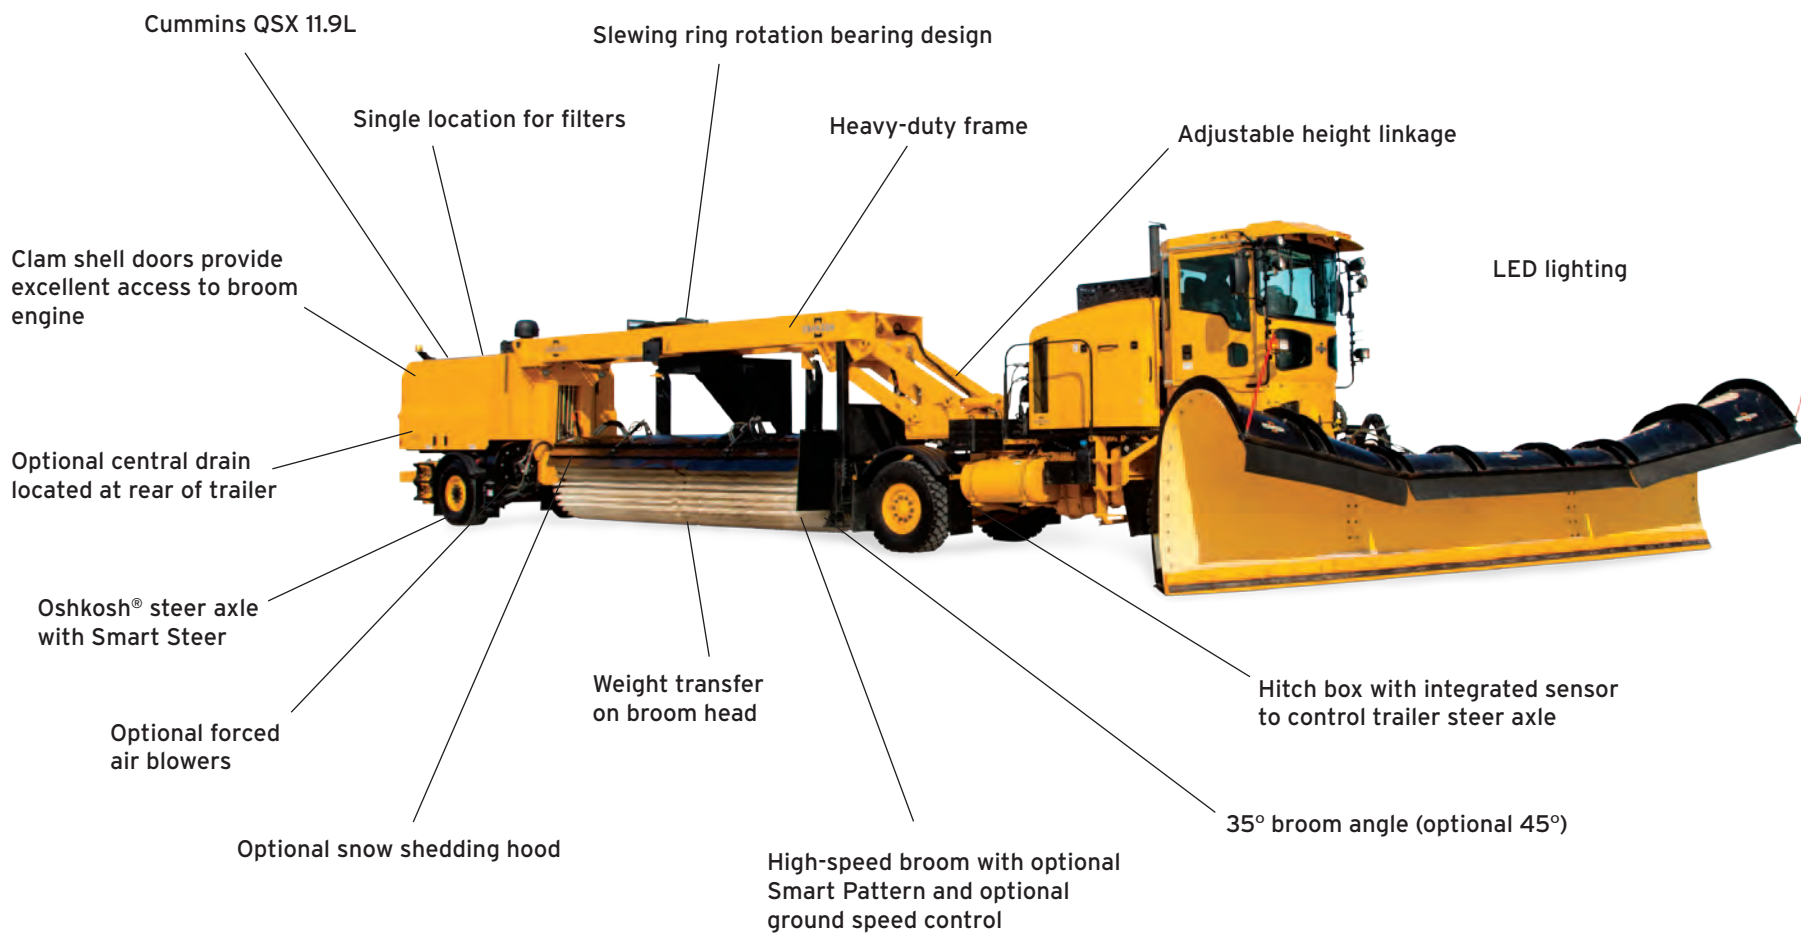 Cummins QSX 11.9L
Slewing ring rotation bearing design
Single location for filters
Heavy-duty frame
Adjustable height linkage
Clam shell doors provide
excellent access to broom
engine
LED lighting
Optional central drain
located at rear of trailer
Oshkosh® steer axle
with Smart Steer
Weight transfer
on broom head
Hitch box with integrated sensor
to control trailer steer axle
Optional forced
air blowers
35º broom angle (optional 45º)
Optional snow shedding hood
High-speed broom with optional
Smart Pattern and optional
ground speed control